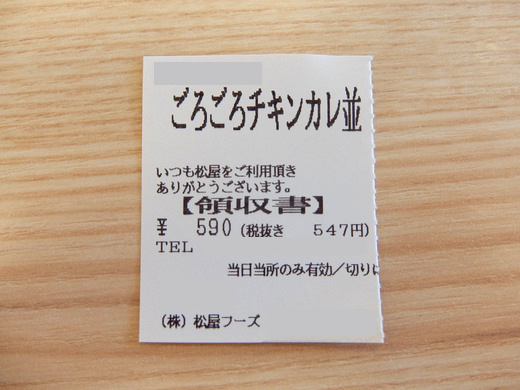 ごろごろチキンカレ並
いつも松屋をご利用頂き
ありがとうございます。
【領収書】
¥ 590(税抜き 547円)
TEL
当日当所のみ有効／切り
(株)松屋フーズ